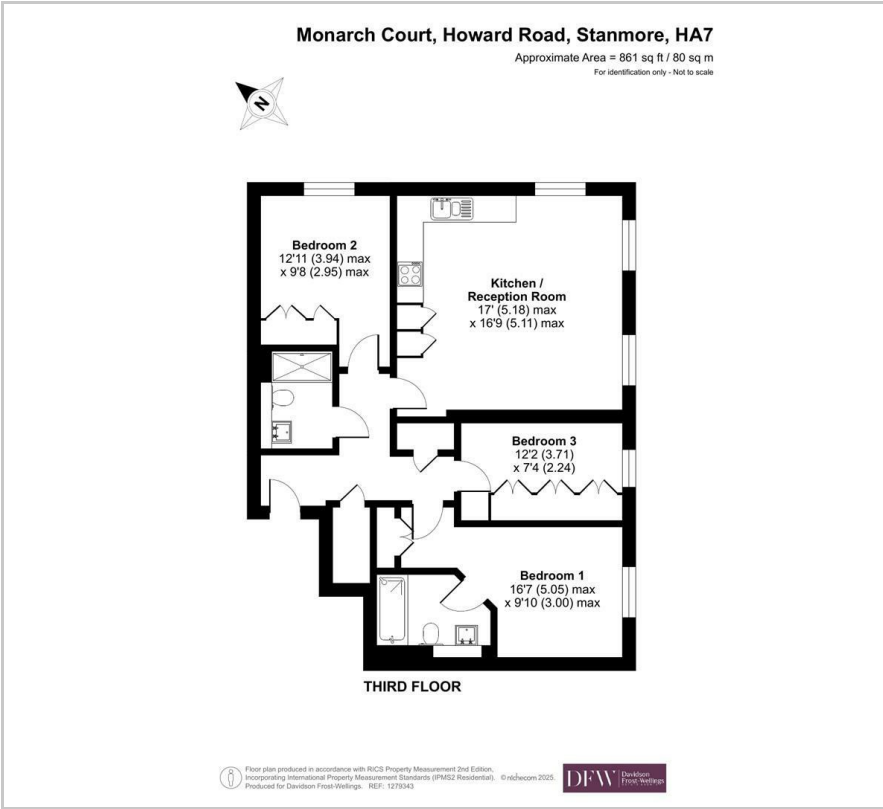 Monarch Court, Howard Road, Stanmore, HA7
Approximate Area = 861 sq ft / 80 sq m
For identification only - Not to scale
N
Bedroom 2
12'11 (3.94) max
x 9'8 (2.95) max
Kitchen /
Reception Room
17' (5.18) max
x 16'9 (5.11) max
Bedroom 3
12'2 (3.71)
x 7'4 (2.24)
Bedroom 1
16'7 (5.05) max
x 9'10 (3.00) max
THIRD FLOOR
Floor plan produced in accordance with RICS Property Measurement 2nd Edition,
Incorporating International Property Measurement Standards (IPMS2 Residential). © nichecom 2025.
Produced for Davidson Frost-Wellings. REF: 1279343
DFW
Davidson
Frost-Wellings